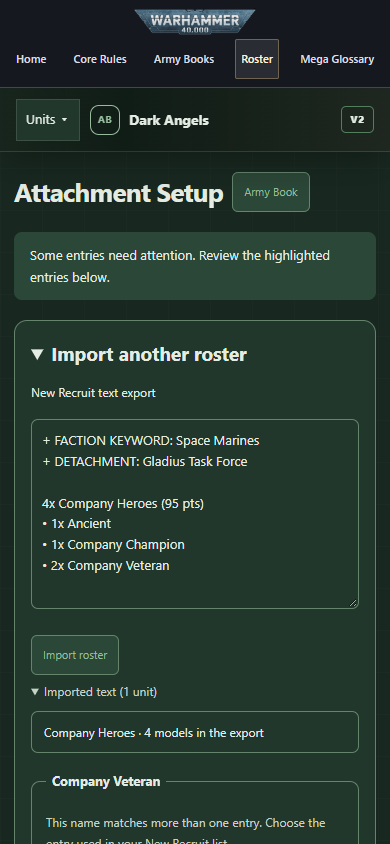 WARHAMMER
40,000
Home
Core Rules
Army Books
Roster
Mega Glossary
Units
AB
Dark Angels
V2
Attachment Setup
Army Book
Some entries need attention. Review the highlighted
entries below.
Import another roster
New Recruit text export
+ FACTION KEYWORD: Space Marines
+ DETACHMENT: Gladius Task Force
4x Company Heroes (95 pts)
• 1x Ancient
• 1x Company Champion
• 2x Company Veteran
Import roster
Imported text (1 unit)
Company Heroes · 4 models in the export
Company Veteran
This name matches more than one entry. Choose the
entry used in your New Recruit list.